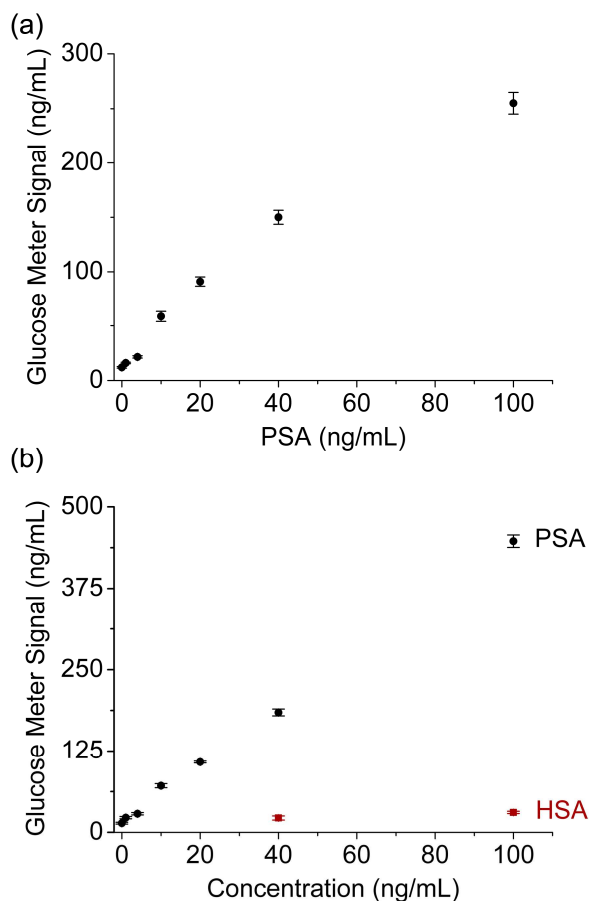 (a)
Glucose Meter Signal (ng/mL)
300
200
100
0
0 20 40 60 80 100
PSA (ng/mL)
(b)
Glucose Meter Signal (ng/mL)
500
375
250
125
0
PSA
HSA
0 20 40 60 80 100
Concentration (ng/mL)